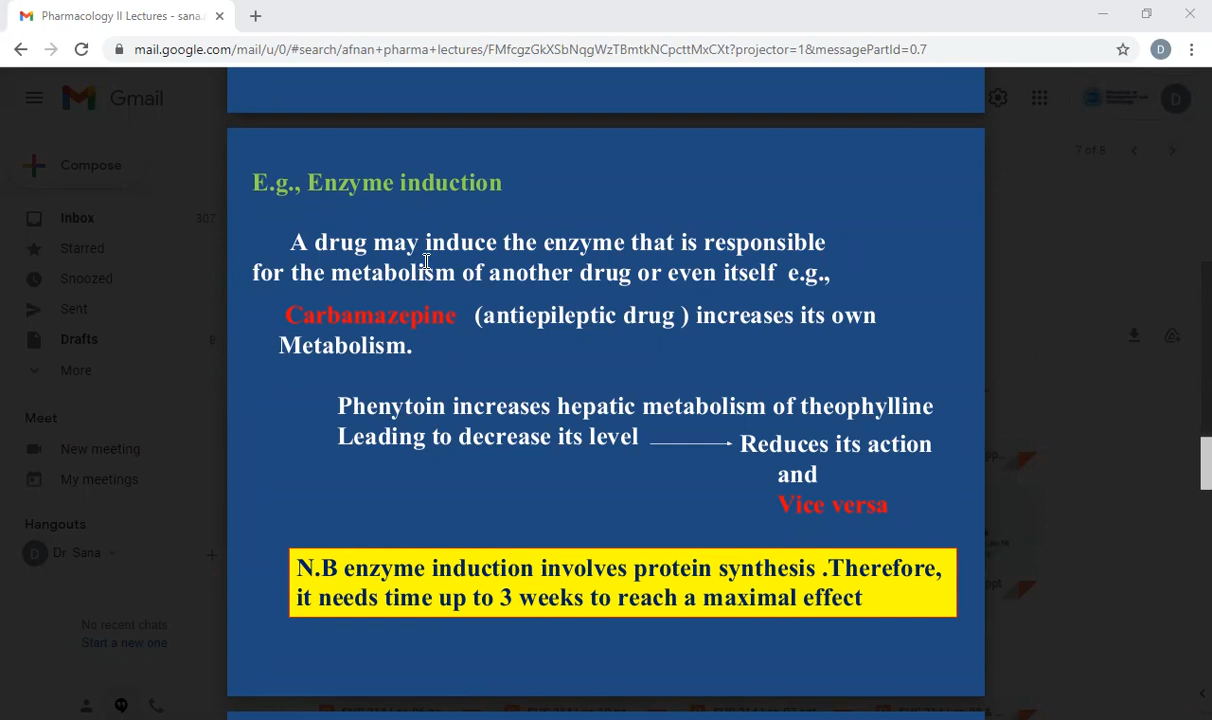 Pharmacology II Lectures - sana.
mail.google.com/mail/u/0/#search/afnan+pharma+lectures/FMfcgzGkXSbNqgWzTBmtkNCpcttMxCXt?projector=1&messagePartId=0.7
D
Gmail
D
7 of 8
Compose
Inbox 307
Starred
Snoozed
Sent
Drafts
More
Meet
New meeting
My meetings
Hangouts
D Dr. Sana
No recent chats
Start a new one
E.g., Enzyme induction
A drug may induce the enzyme that is responsible
for the metabolism of another drug or even itself e.g.,
Carbamazepine (antiepileptic drug ) increases its own
Metabolism.
Phenytoin increases hepatic metabolism of theophylline
Leading to decrease its level
Reduces its action
and
Vice versa
N.B enzyme induction involves protein synthesis .Therefore,
it needs time up to 3 weeks to reach a maximal effect